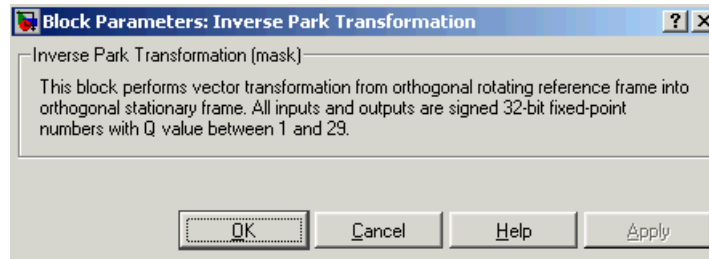 Block Parameters: Inverse Park Transformation
Inverse Park Transformation (mask)
This block performs vector transformation from orthogonal rotating reference frame into
orthogonal stationary frame. All inputs and outputs are signed 32-bit fixed-point
numbers with Q value between 1 and 29.
OK Cancel Help Apply